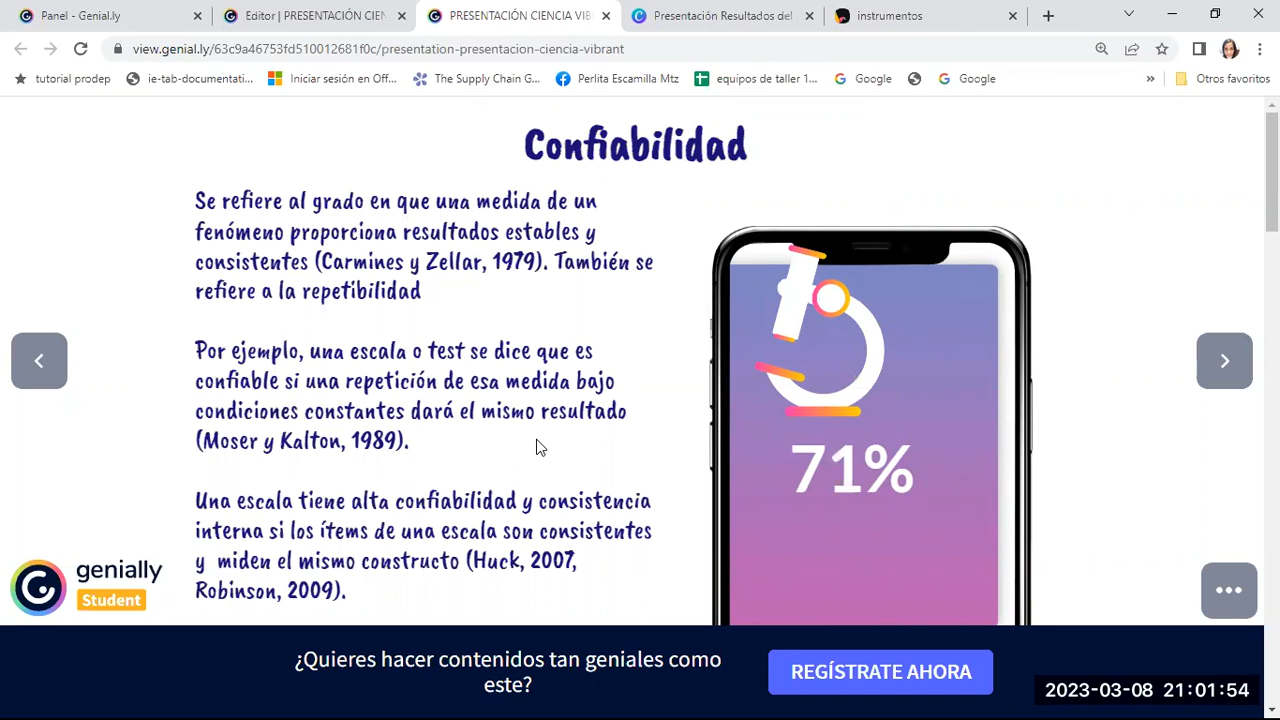 Panel - Genial.ly
Editor | PRESENTACIÓN CIEN
PRESENTACIÓN CIENCIA VIB
Presentación Resultados del
instrumentos
view.genial.ly/63c9a46753fd510012681f0c/presentation-presentacion-ciencia-vibrant
tutorial prodep
ie-tab-documentati...
Iniciar sesión en Off...
The Supply Chain G...
Perlita Escamilla Mtz
equipos de taller 1...
Google
Google
Otros favoritos
Confiabilidad
Se refiere al grado en que una medida de un
fenómeno proporciona resultados estables y
consistentes (Carmines y Zellar, 1979). También se
refiere a la repetibilidad
Por ejemplo, una escala o test se dice que es
confiable si una repetición de esa medida bajo
condiciones constantes dará el mismo resultado
(Moser y Kalton, 1989).
Una escala tiene alta confiabilidad y consistencia
interna si los ítems de una escala son consistentes
y miden el mismo constructo (Huck, 2007,
Robinson, 2009).
71%
genially
Student
¿Quieres hacer contenidos tan geniales como
este?
REGÍSTRATE AHORA
2023-03-08 21:01:54